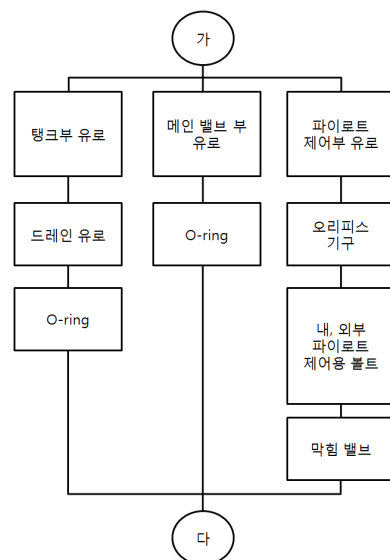 가
탱크부 유로
메인 밸브 부
유로
파이로트
제어부 유로
드레인 유로
O-ring
오리피스
기구
O-ring
내, 외부
파이로트
제어용 볼트
막힘 밸브
다